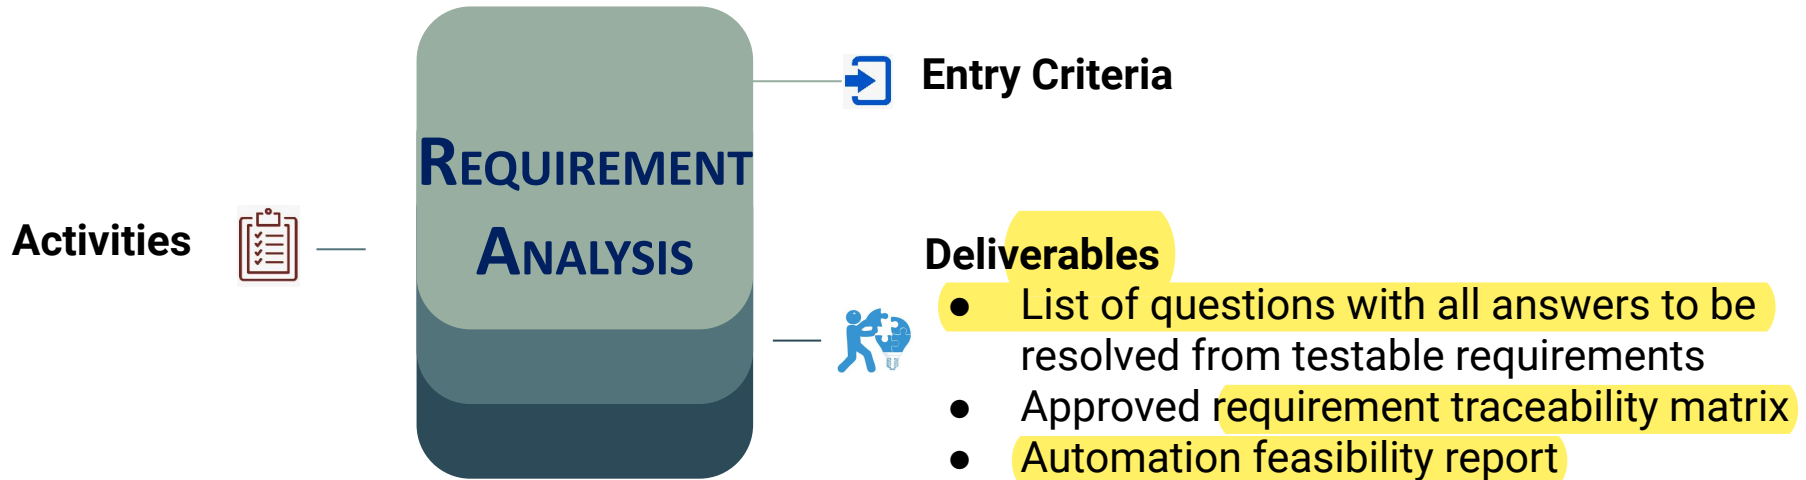 Activities
REQUIREMENT
ANALYSIS
Entry Criteria
Deliverables
● List of questions with all answers to be
resolved from testable requirements
● Approved requirement traceability matrix
● Automation feasibility report